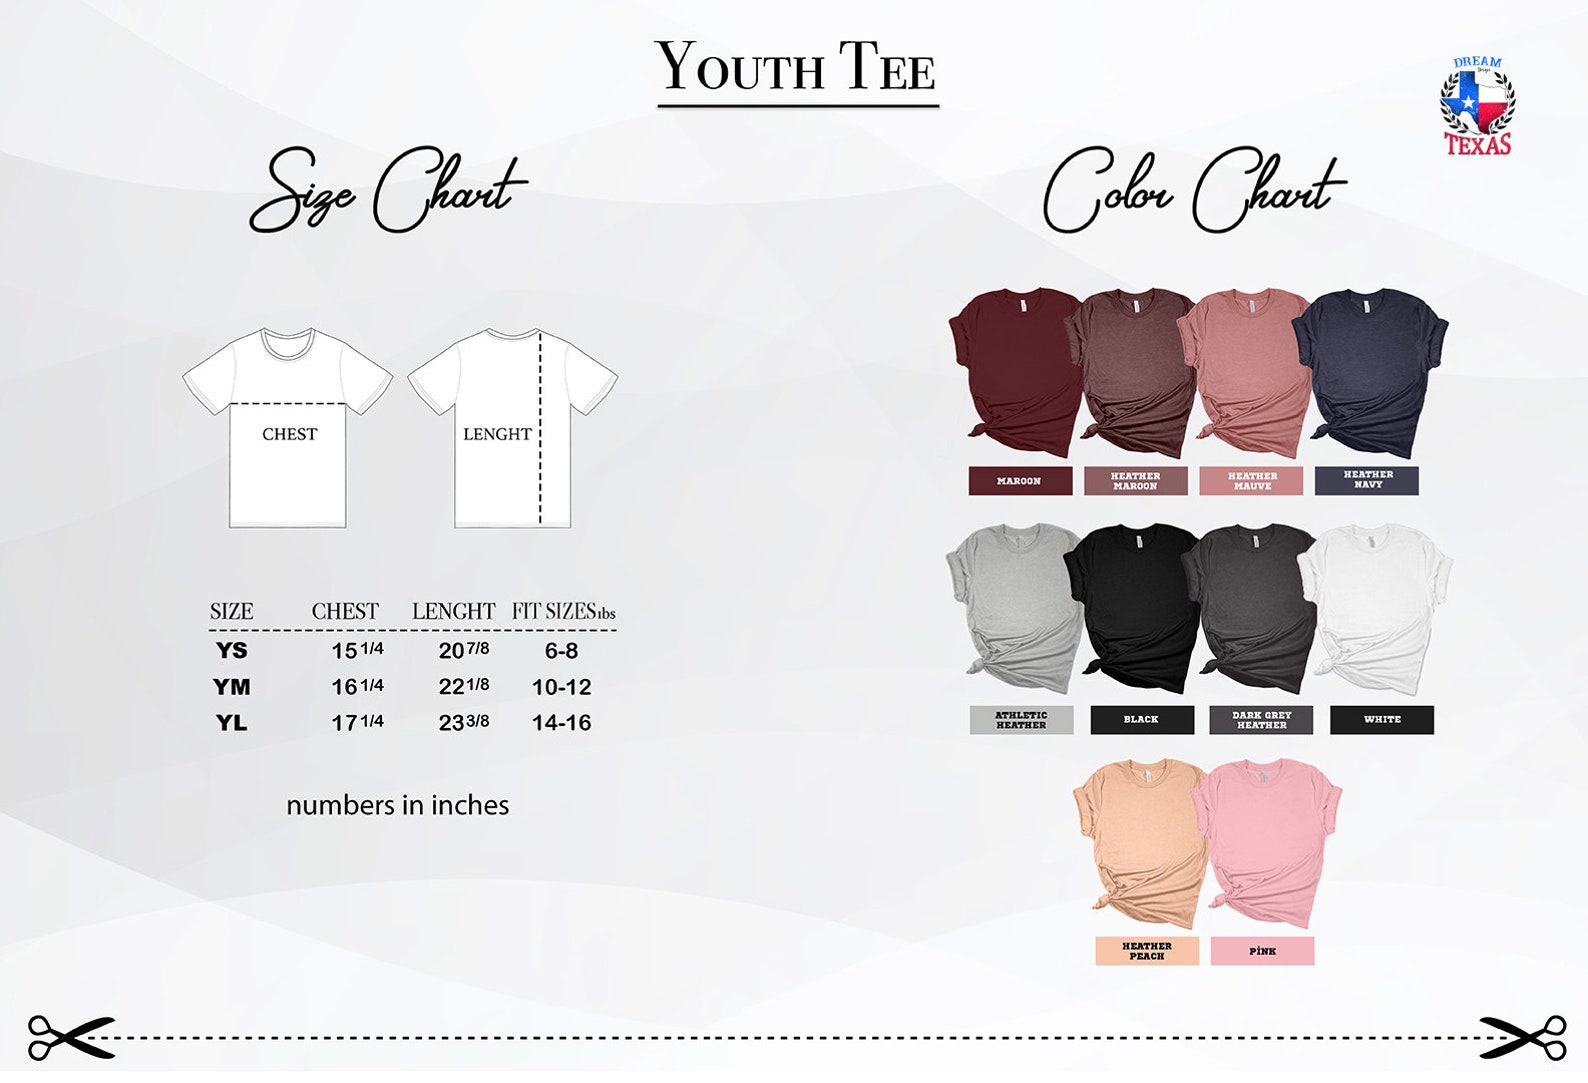 YOUTH TEE
DREAM
Design
TEXAS
Size Chart
CHEST
LENGHT
SIZE CHEST LENGHT FIT SIZESlbs
YS 15 1/4 20 7/8 6-8
YM 16 1/4 22 1/8 10-12
YL 17 1/4 23 3/8 14-16
numbers in inches
Color Chart
MAROON
HEATHER
MAROON
HEATHER
MAUVE
HEATHER
NAVY
ATHLETIC
HEATHER
BLACK
DARK GREY
HEATHER
WHITE
HEATHER
PEACH
PİNK